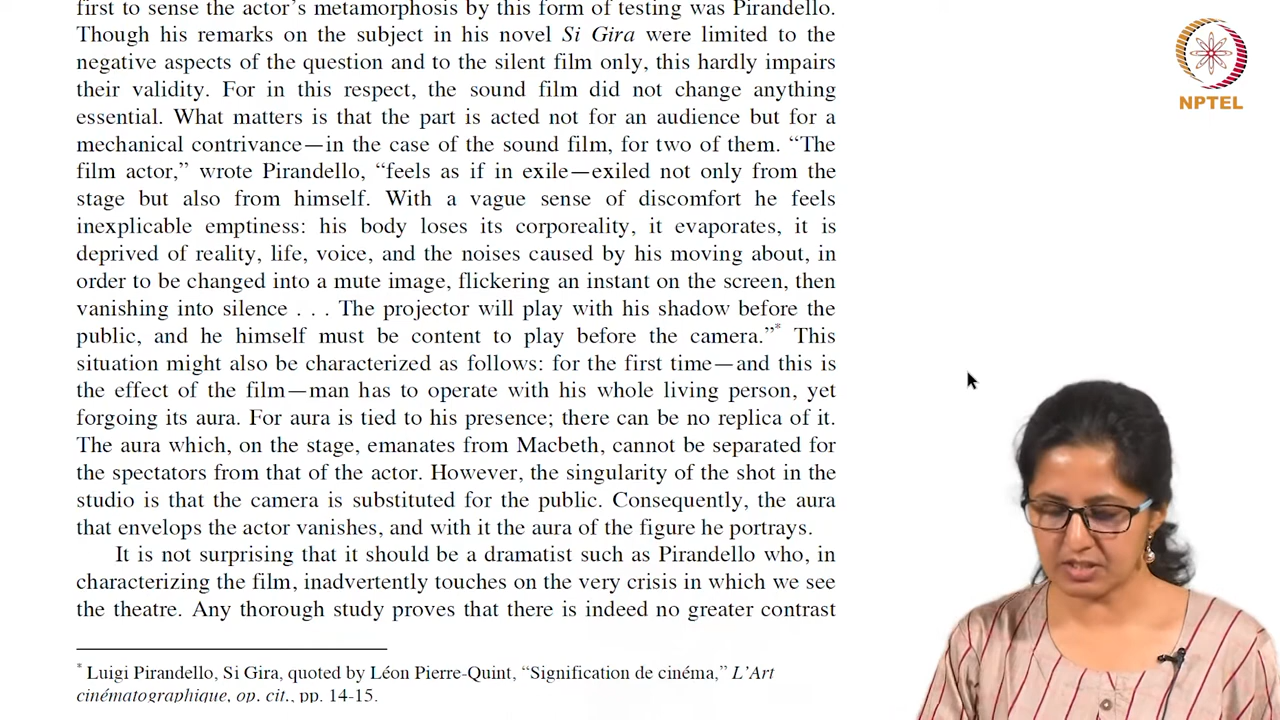 first to sense the actor's metamorphosis by this form of testing was Pirandello.
Though his remarks on the subject in his novel Si Gira were limited to the
negative aspects of the question and to the silent film only, this hardly impairs
their validity. For in this respect, the sound film did not change anything
essential. What matters is that the part is acted not for an audience but for a
mechanical contrivance—in the case of the sound film, for two of them. “The
film actor,” wrote Pirandello, “feels as if in exile—exiled not only from the
stage but also from himself. With a vague sense of discomfort he feels
inexplicable emptiness: his body loses its corporeality, it evaporates, it is
deprived of reality, life, voice, and the noises caused by his moving about, in
order to be changed into a mute image, flickering an instant on the screen, then
vanishing into silence . . . The projector will play with his shadow before the
public, and he himself must be content to play before the camera.”* This
situation might also be characterized as follows: for the first time—and this is
the effect of the film—man has to operate with his whole living person, yet
forgoing its aura. For aura is tied to his presence; there can be no replica of it.
The aura which, on the stage, emanates from Macbeth, cannot be separated for
the spectators from that of the actor. However, the singularity of the shot in the
studio is that the camera is substituted for the public. Consequently, the aura
that envelops the actor vanishes, and with it the aura of the figure he portrays.
It is not surprising that it should be a dramatist such as Pirandello who, in
characterizing the film, inadvertently touches on the very crisis in which we see
the theatre. Any thorough study proves that there is indeed no greater contrast
* Luigi Pirandello, Si Gira, quoted by Léon Pierre-Quint, “Signification de cinéma,” L'Art
cinématographique, op. cit., pp. 14-15.
NPTEL